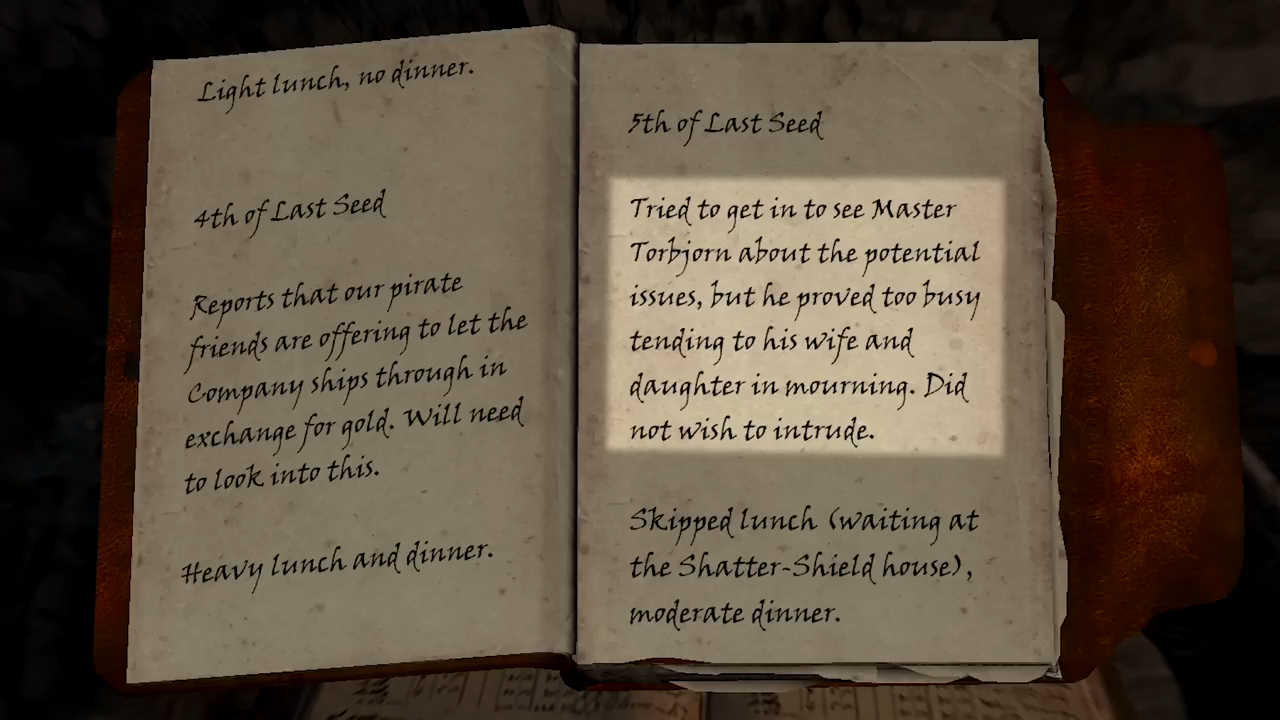 Light lunch, no dinner.
4th of Last Seed
Reports that our pirate
friends are offering to let the
Company ships through in
exchange for gold. Will need
to look into this.
Heavy lunch and dinner.
5th of Last Seed
Tried to get in to see Master
Torbjorn about the potential
issues, but he proved too busy
tending to his wife and
daughter in mourning. Did
not wish to intrude.
Skipped lunch (waiting at
the Shatter-Shield house),
moderate dinner.